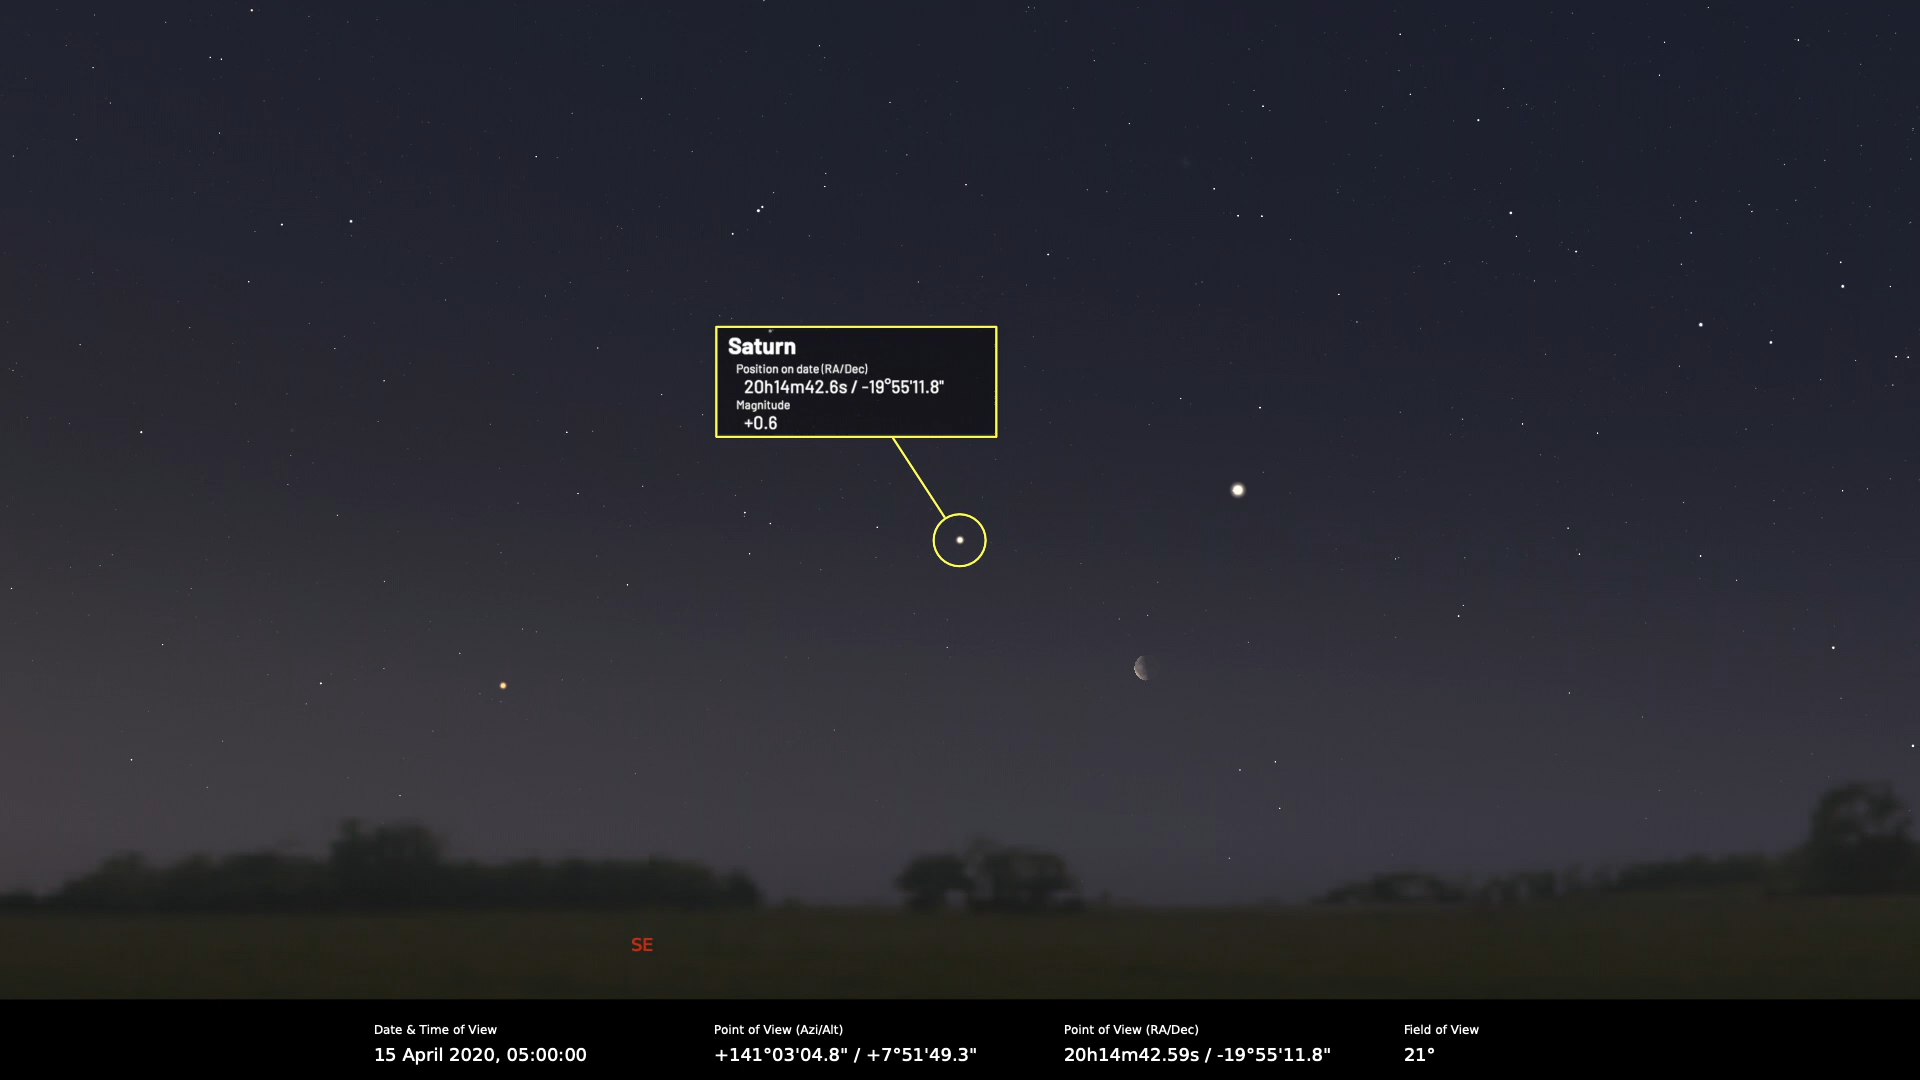 Saturn
Position on date (RA/Dec)
20h14m42.6s / -19°55'11.8"
Magnitude
+0.6
SE
Date & Time of View
15 April 2020, 05:00:00
Point of View (Azi/Alt)
+141°03'04.8" / +7°51'49.3"
Point of View (RA/Dec)
20h14m42.59s / -19°55'11.8"
Field of View
21°